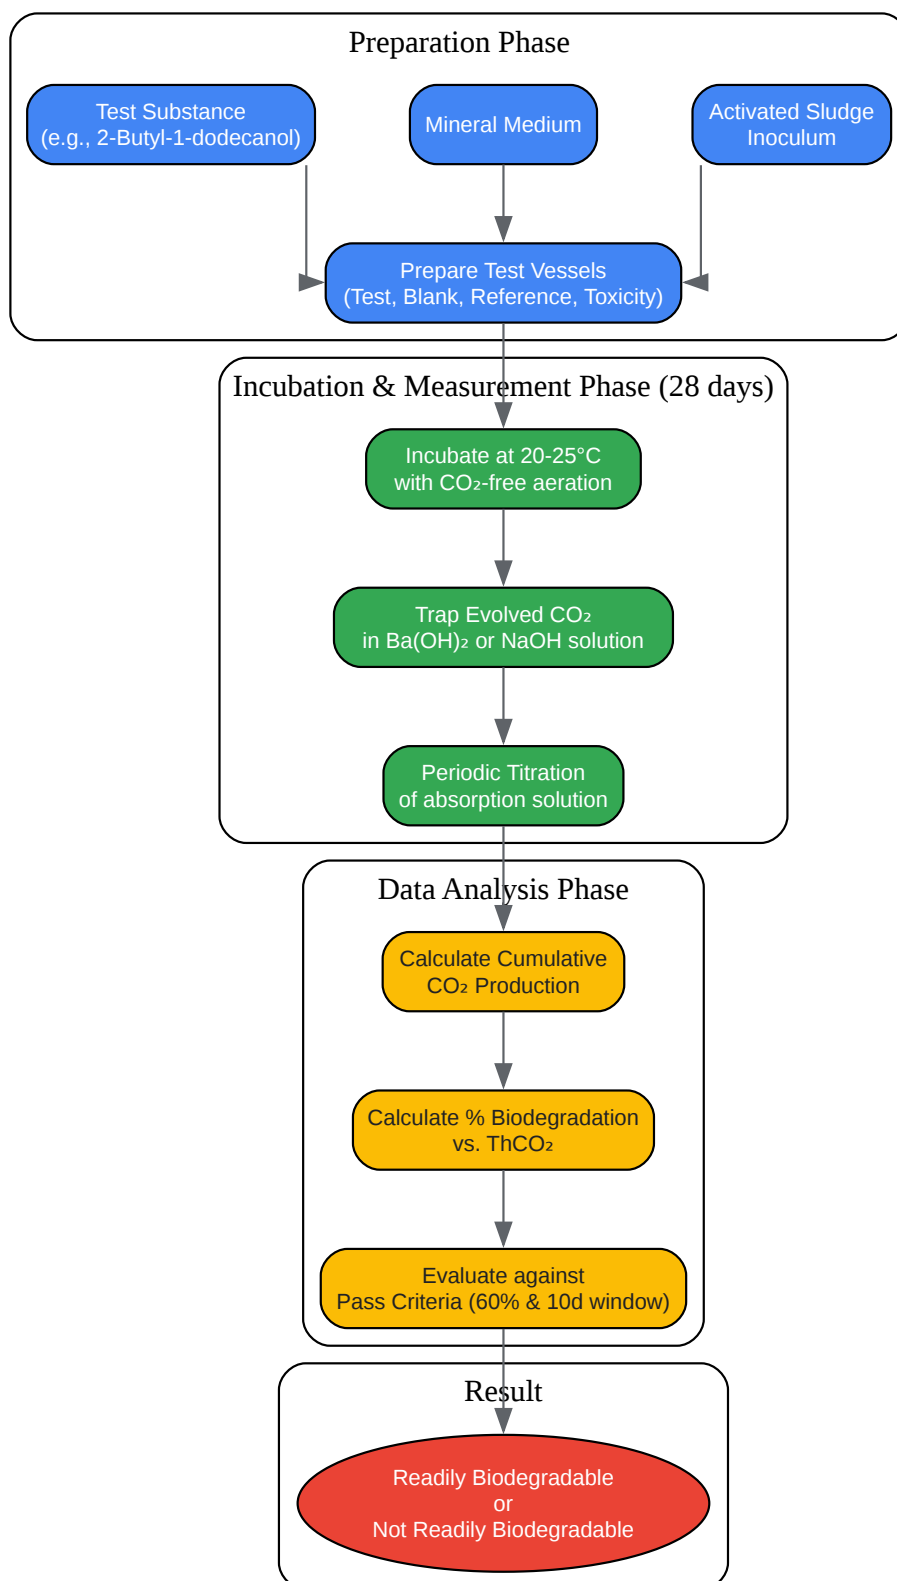 Preparation Phase
Test Substance
(e.g., 2-Butyl-1-dodecanol)
Mineral Medium
Activated Sludge
Inoculum
Prepare Test Vessels
(Test, Blank, Reference, Toxicity)
Incubation & Measurement Phase (28 days)
Incubate at 20-25°C
with CO₂-free aeration
Trap Evolved CO₂
in Ba(OH)₂ or NaOH solution
Periodic Titration
of absorption solution
Data Analysis Phase
Calculate Cumulative
CO₂ Production
Calculate % Biodegradation
vs. ThCO₂
Evaluate against
Pass Criteria (60% & 10d window)
Result
Readily Biodegradable
or
Not Readily Biodegradable